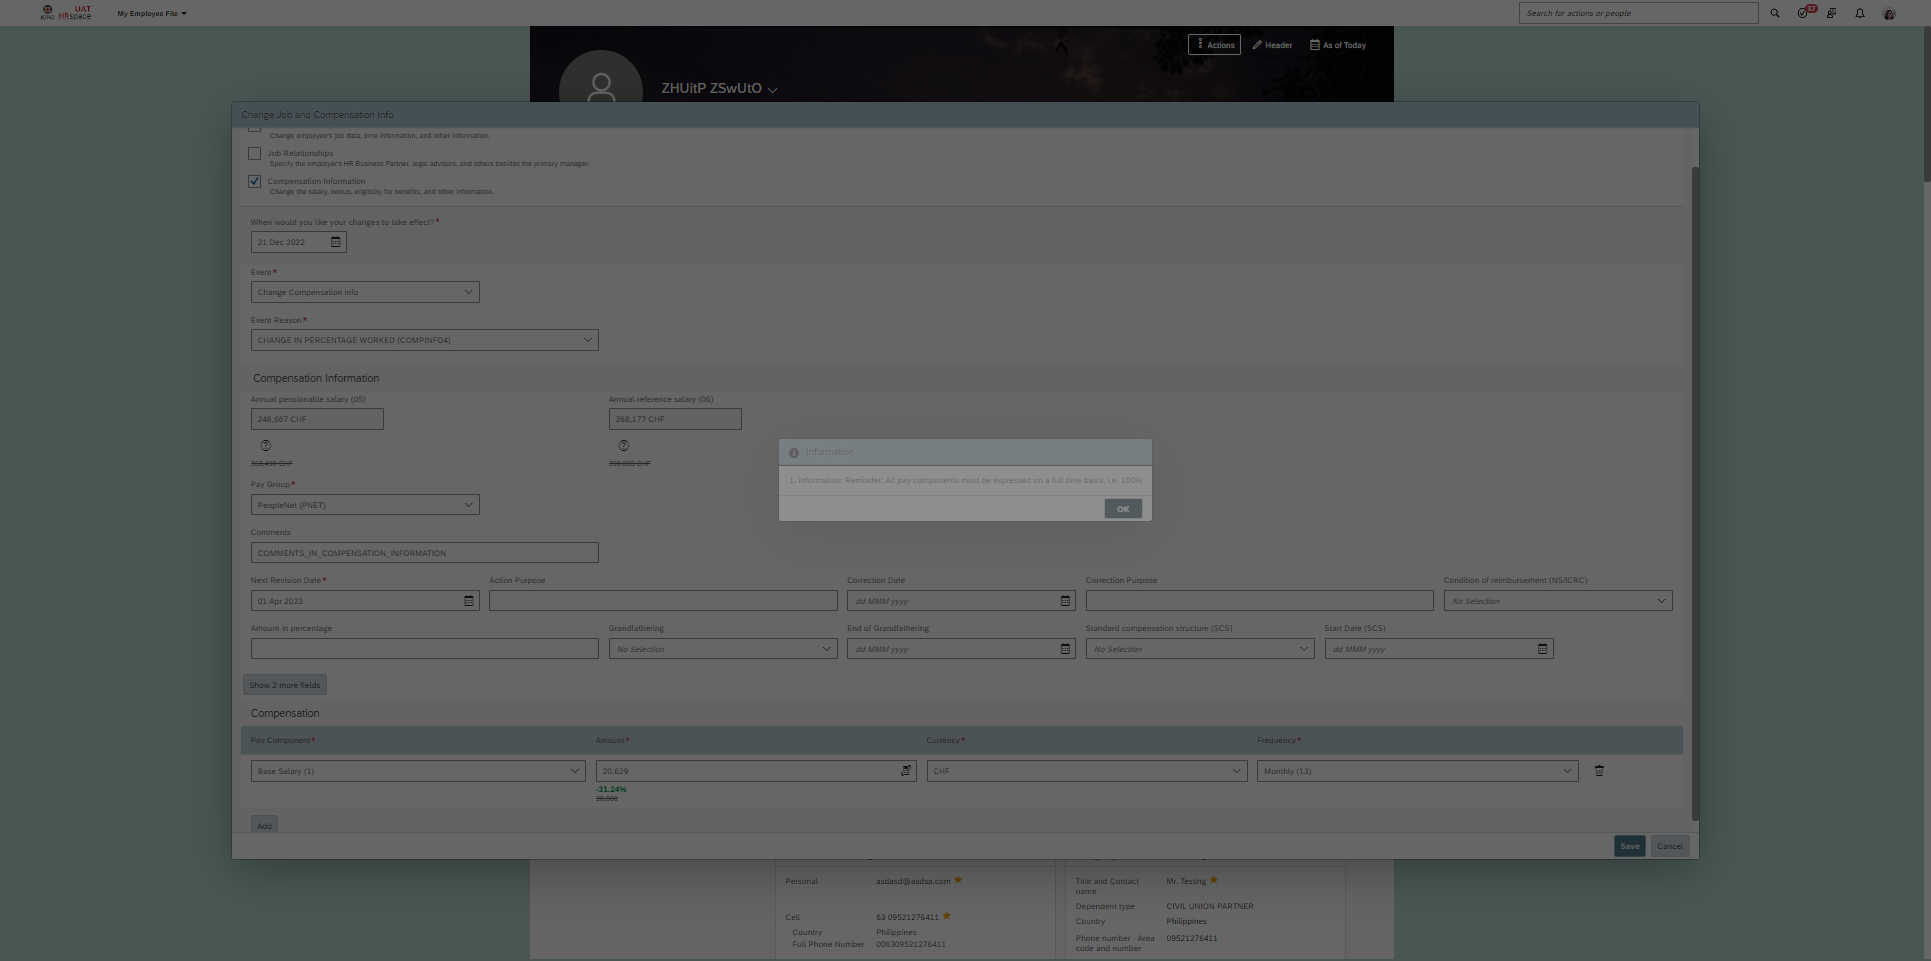 ICRC
UAT
HRspace
My Employee File
Search for actions or people
37
Actions
Header
As of Today
ZHUitP ZSwUtO
Change Job and Compensation Info
Change employee's job data, time information, and other information.
Job Relationships
Specify the employer's HR Business Partner, legal advisors, and others besides the primary manager.
Compensation Information
Change the salary, bonus, eligibility for benefits, and other information.
When would you like your changes to take effect?*
21 Dec 2022
Event*
Change Compensation info
Event Reason*
CHANGE IN PERCENTAGE WORKED (COMPINFO4)
Compensation Information
Annual pensionable salary (05)
Annual reference salary (06)
246,667 CHF
268,177 CHF
390,000 CHF
Information
1. Information: Reminder: All pay components must be expressed on a full time basis, i.e. 100%
OK
Pay Group*
PeopleNet (PNET)
Comments
COMMENTS_IN_COMPENSATION_INFORMATION
Next Revision Date*
Action Purpose
Correction Date
Correction Purpose
Condition of reimbursement (NS/ICRC)
01 Apr 2023
dd MMM yyyy
No Selection
Amount in percentage
Grandfathering
End of Grandfathering
Standard compensation structure (SCS)
Start Date (SCS)
No Selection
dd MMM yyyy
No Selection
dd MMM yyyy
Show 2 more fields
Compensation
Pay Component*
Amount*
Currency*
Frequency*
Base Salary (1)
20,629
CHF
Monthly (13)
-31.24%
30,000
Add
Save
Cancel
Personal
asdasd@asdsa.com
Cell
63 09521276411
Country
Philippines
Full Phone Number
006309521276411
Title and Contact name
Mr. Testing
Dependent type
CIVIL UNION PARTNER
Country
Philippines
Phone number - Area code and number
09521276411